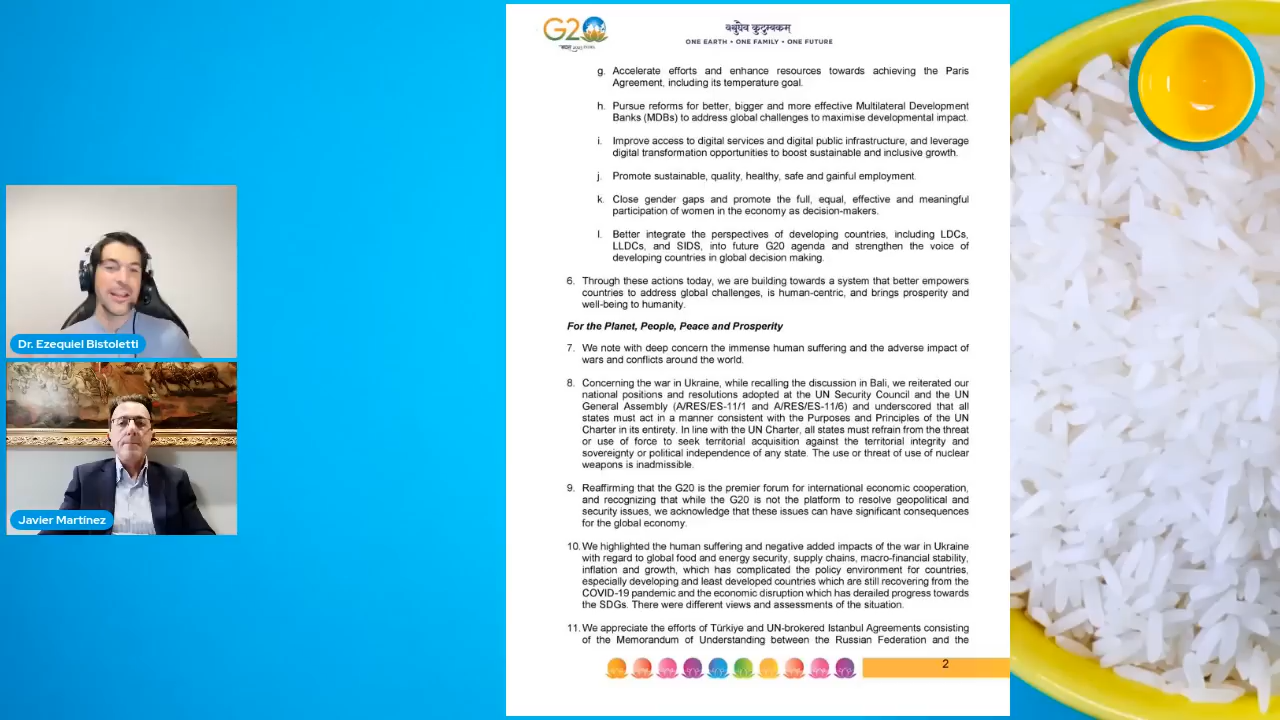 G20
वसुधैव कुटुम्बकम्
ONE EARTH • ONE FAMILY • ONE FUTURE
g. Accelerate efforts and enhance resources towards achieving the Paris
Agreement, including its temperature goal.
h. Pursue reforms for better, bigger and more effective Multilateral Development
Banks (MDBs) to address global challenges to maximise developmental impact.
i. Improve access to digital services and digital public infrastructure, and leverage
digital transformation opportunities to boost sustainable and inclusive growth.
j. Promote sustainable, quality, healthy, safe and gainful employment.
k. Close gender gaps and promote the full, equal, effective and meaningful
participation of women in the economy as decision-makers.
l. Better integrate the perspectives of developing countries, including LDCs,
LLDCs, and SIDS, into future G20 agenda and strengthen the voice of
developing countries in global decision making.
6. Through these actions today, we are building towards a system that better empowers
countries to address global challenges, is human-centric, and brings prosperity and
well-being to humanity.
For the Planet, People, Peace and Prosperity
7. We note with deep concern the immense human suffering and the adverse impact of
wars and conflicts around the world.
8. Concerning the war in Ukraine, while recalling the discussion in Bali, we reiterated our
national positions and resolutions adopted at the UN Security Council and the UN
General Assembly (A/RES/ES-11/1 and A/RES/ES-11/6) and underscored that all
states must act in a manner consistent with the Purposes and Principles of the UN
Charter in its entirety. In line with the UN Charter, all states must refrain from the threat
or use of force to seek territorial acquisition against the territorial integrity and
sovereignty or political independence of any state. The use or threat of use of nuclear
weapons is inadmissible.
9. Reaffirming that the G20 is the premier forum for international economic cooperation,
and recognizing that while the G20 is not the platform to resolve geopolitical and
security issues, we acknowledge that these issues can have significant consequences
for the global economy.
10. We highlighted the human suffering and negative added impacts of the war in Ukraine
with regard to global food and energy security, supply chains, macro-financial stability,
inflation and growth, which has complicated the policy environment for countries,
especially developing and least developed countries which are still recovering from the
COVID-19 pandemic and the economic disruption which has derailed progress towards
the SDGs. There were different views and assessments of the situation.
11. We appreciate the efforts of Türkiye and UN-brokered Istanbul Agreements consisting
of the Memorandum of Understanding between the Russian Federation and the
2
Dr. Ezequiel Bistoletti
Javier Martínez